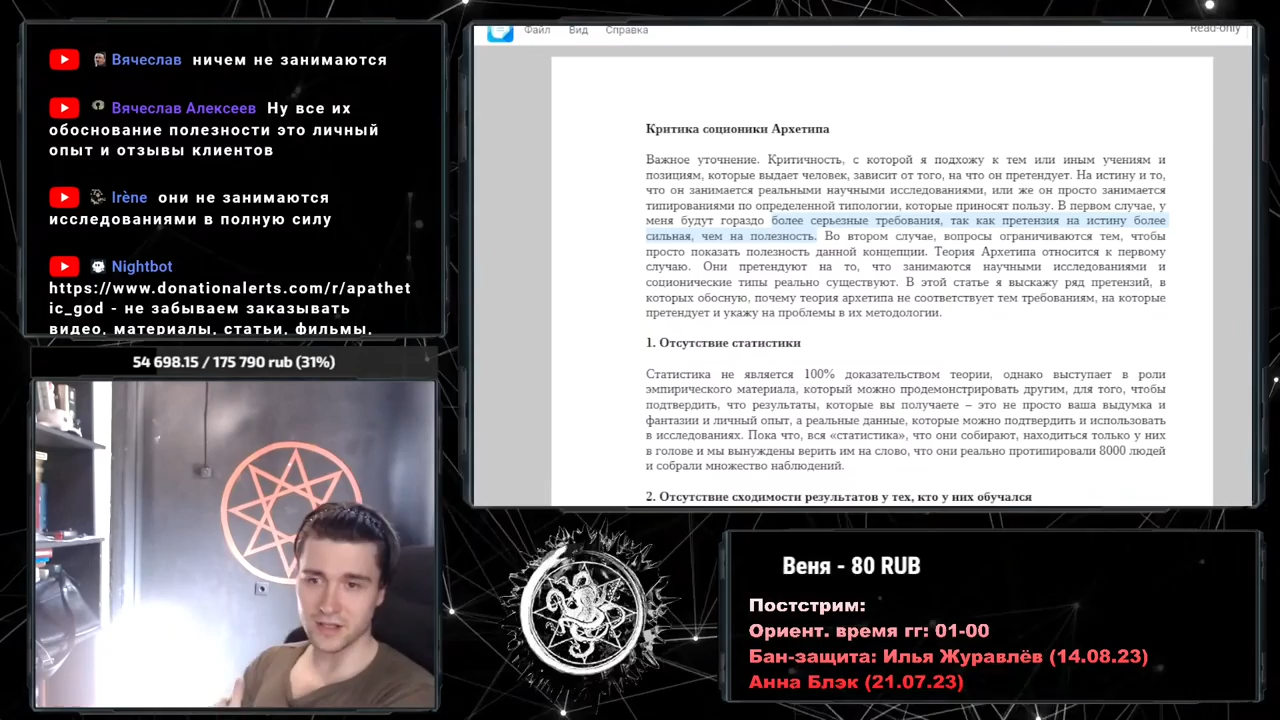 Вячеслав ничем не занимаются
Вячеслав Алексеев Ну все их
обоснование полезности это личный
опыт и отзывы клиентов
Irène они не занимаются
исследованиями в полную силу
Nightbot
https://www.donationalerts.com/r/apathet
ic_god - не забываем заказывать
видео, материалы, статьи, фильмы,
54 698.15 / 175 790 rub (31%)
Файл Вид Справка
Read-only
Критика соционики Архетипа
Важное уточнение. Критичность, с которой я подхожу к тем или иным учениям и
позициям, которые выдает человек, зависит от того, на что он претендует. На истину и то,
что он занимается реальными научными исследованиями, или же он просто занимается
типированиями по определенной типологии, которые приносят пользу. В первом случае, у
меня будут гораздо более серьезные требования, так как претензия на истину более
сильная, чем на полезность. Во втором случае, вопросы ограничиваются тем, чтобы
просто показать полезность данной концепции. Теория Архетипа относится к первому
случаю. Они претендуют на то, что занимаются научными исследованиями и
соционические типы реально существуют. В этой статье я выскажу ряд претензий, в
которых обосную, почему теория архетипа не соответствует тем требованиям, на которые
претендует и укажу на проблемы в их методологии.
1. Отсутствие статистики
Статистика не является 100% доказательством теории, однако выступает в роли
эмпирического материала, который можно продемонстрировать другим, для того, чтобы
подтвердить, что результаты, которые вы получаете – это не просто ваша выдумка и
фантазии и личный опыт, а реальные данные, которые можно подтвердить и использовать
в исследованиях. Пока что, вся «статистика», что они собирают, находиться только у них
в голове и мы вынуждены верить им на слово, что они реально протипировали 8000 людей
и собрали множество наблюдений.
2. Отсутствие сходимости результатов у тех, кто у них обучался
Веня - 80 RUB
Постстрим:
Ориент. время гг: 01-00
Бан-защита: Илья Журавлёв (14.08.23)
Анна Блэк (21.07.23)